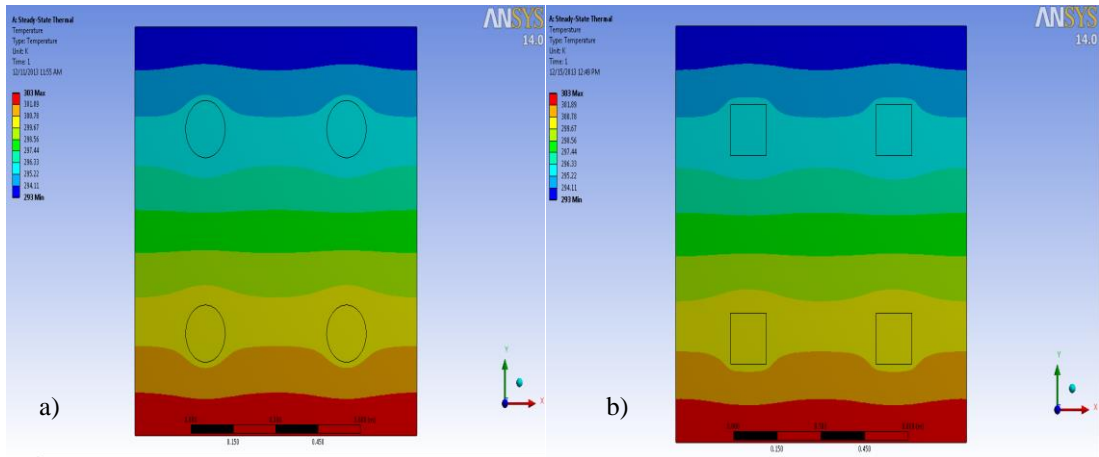 A: Steady-State Thermal
Temperature
Type: Temperature
Unit: K
Time: 1
12/11/2013 11:55 AM
303 Max
301.89
300.78
299.67
298.56
297.44
296.33
295.22
294.11
293 Min
ANSYS
14.0
a)
0.150
0.450
Y
X
A: Steady-State Thermal
Temperature
Type: Temperature
Unit: K
Time: 1
12/15/2013 12:48 PM
303 Max
301.89
300.78
299.67
298.56
297.44
296.33
295.22
294.11
293 Min
ANSYS
14.0
b)
0.150
0.450
Y
X